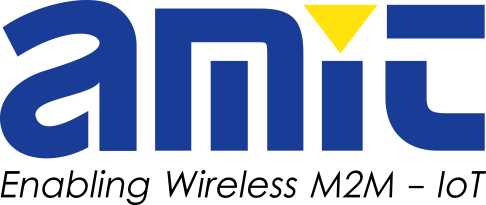 amit
Enabling Wireless M2M – IoT